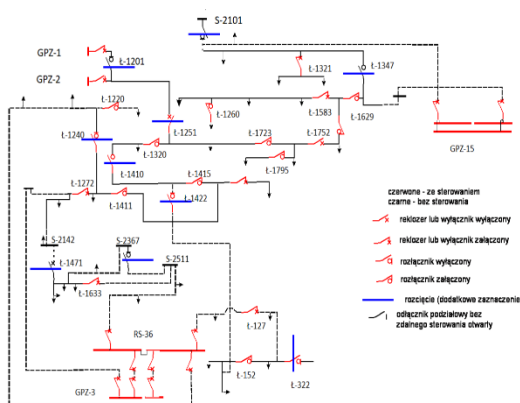 S-2101
GPZ-1
Ł-1201
GPZ-2
Ł-1321
Ł-1347
Ł-1220
Ł-1260
Ł-1583
Ł-1629
Ł-1240
Ł-1251
Ł-1320
Ł-1723
Ł-1752
GPZ-15
Ł-1410
Ł-1795
Ł-1272
Ł-1415
Ł-1411
Ł-1422
czerwone - ze sterowaniem
czarne - bez sterowania
reklozer lub wyłącznik wyłączony
reklozer lub wyłącznik załączony
rozłącznik wyłączony
rozłącznik załączony
rozcięcie (dodatkowe zaznaczenie
odłącznik podziałowy bez
zdalnego sterowania otwarty
S-2142
S-2367
S-2511
Ł-1471
Ł-1633
RS-36
Ł-127
Ł-152
Ł-322
GPZ-3